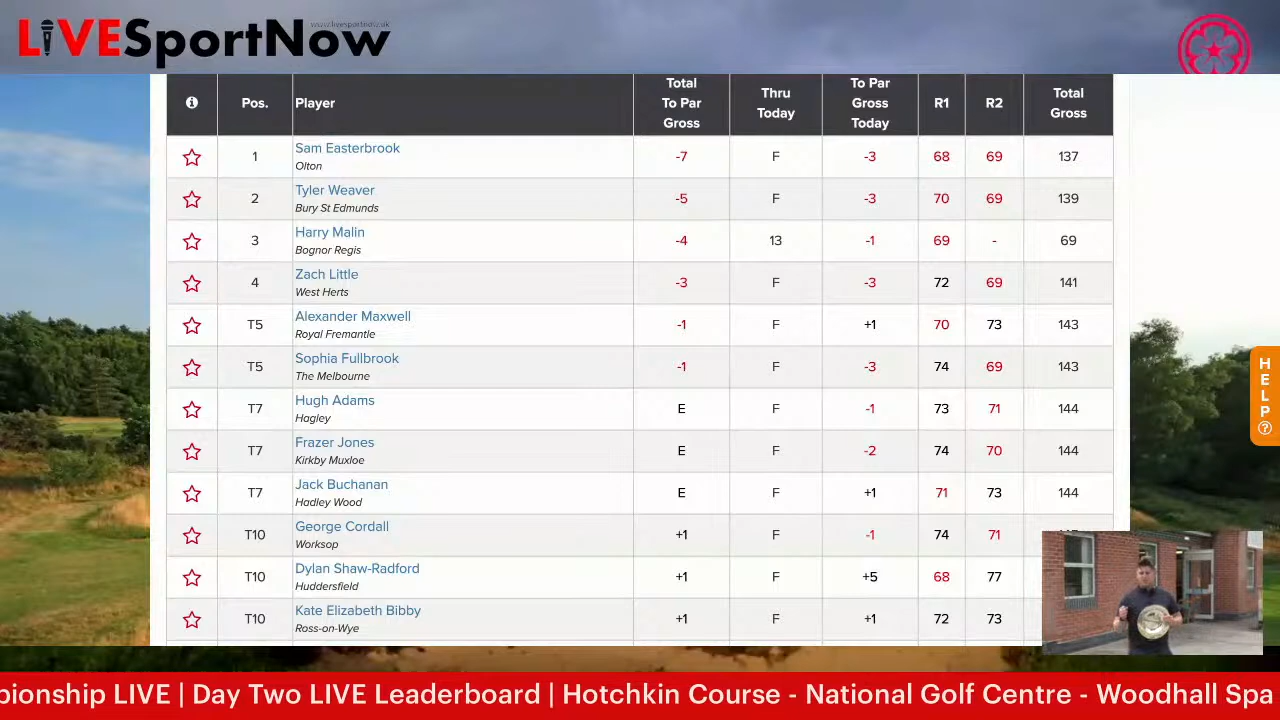 LIVESportNow
www.livesportnow.uk
Pos. Player Total To Par Gross Thru Today To Par Gross Today R1 R2 Total Gross
1 Sam Easterbrook -7 F -3 68 69 137
Olton
2 Tyler Weaver -5 F -3 70 69 139
Bury St Edmunds
3 Harry Malin -4 13 -1 69 - 69
Bognor Regis
4 Zach Little -3 F -3 72 69 141
West Herts
T5 Alexander Maxwell -1 F +1 70 73 143
Royal Fremantle
T5 Sophia Fullbrook -1 F -3 74 69 143
The Melbourne
T7 Hugh Adams E F -1 73 71 144
Hagley
T7 Frazer Jones E F -2 74 70 144
Kirkby Muxloe
T7 Jack Buchanan E F +1 71 73 144
Hadley Wood
T10 George Cordall +1 F -1 74 71
Worksop
T10 Dylan Shaw-Radford +1 F +5 68 77
Huddersfield
T10 Kate Elizabeth Bibby +1 F +1 72 73
Ross-on-Wye
HELP?
pionship LIVE | Day Two LIVE Leaderboard | Hotchkin Course - National Golf Centre - Woodhall Spa